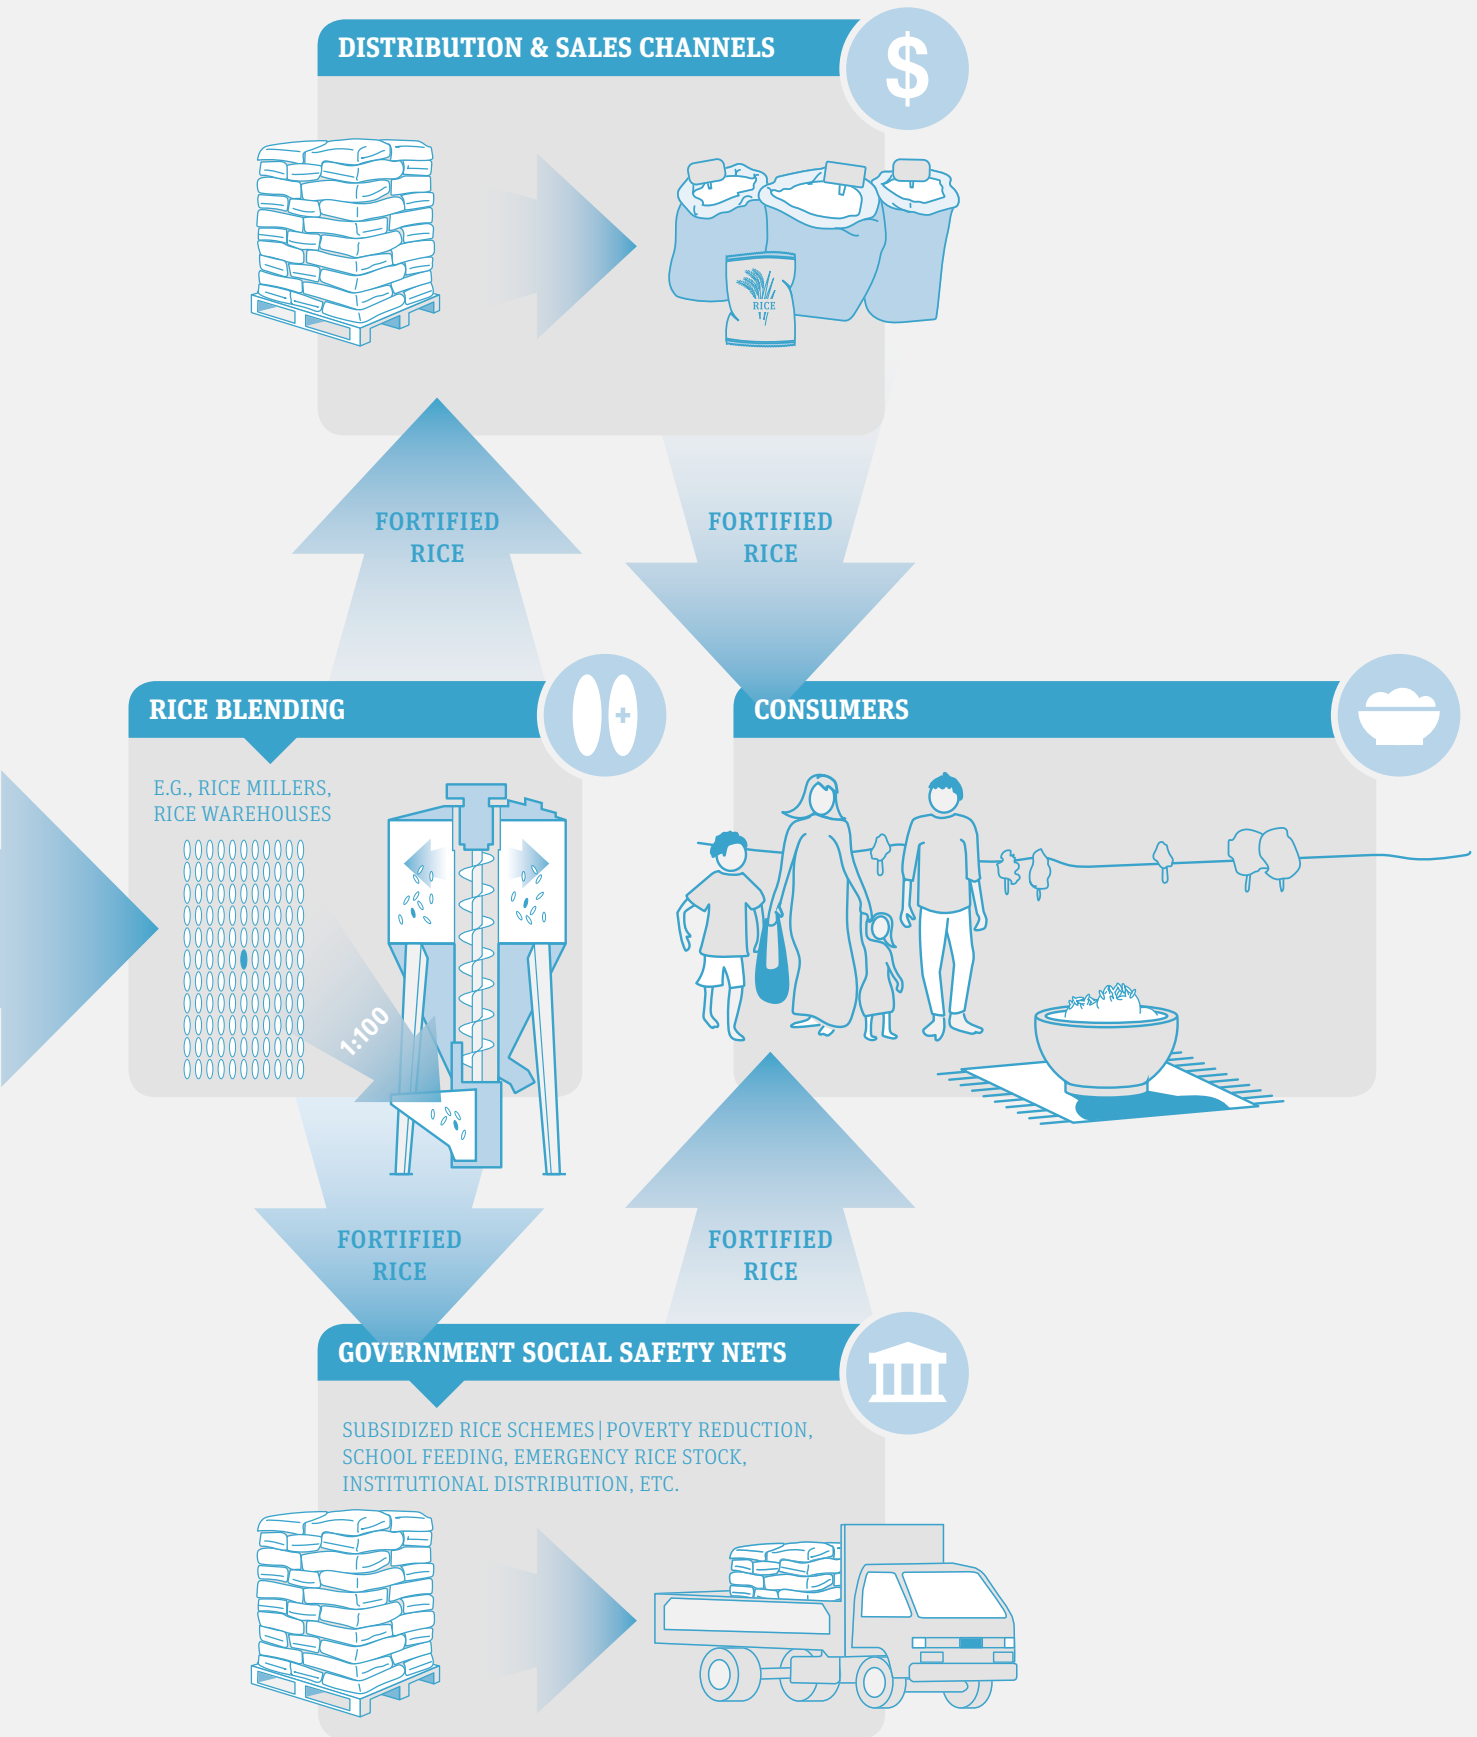 DISTRIBUTION & SALES CHANNELS
$
RICE
FORTIFIED
RICE
FORTIFIED
RICE
RICE BLENDING
+
E.G., RICE MILLERS,
RICE WAREHOUSES
1:100
CONSUMERS
FORTIFIED
RICE
FORTIFIED
RICE
GOVERNMENT SOCIAL SAFETY NETS
SUBSIDIZED RICE SCHEMES | POVERTY REDUCTION,
SCHOOL FEEDING, EMERGENCY RICE STOCK,
INSTITUTIONAL DISTRIBUTION, ETC.